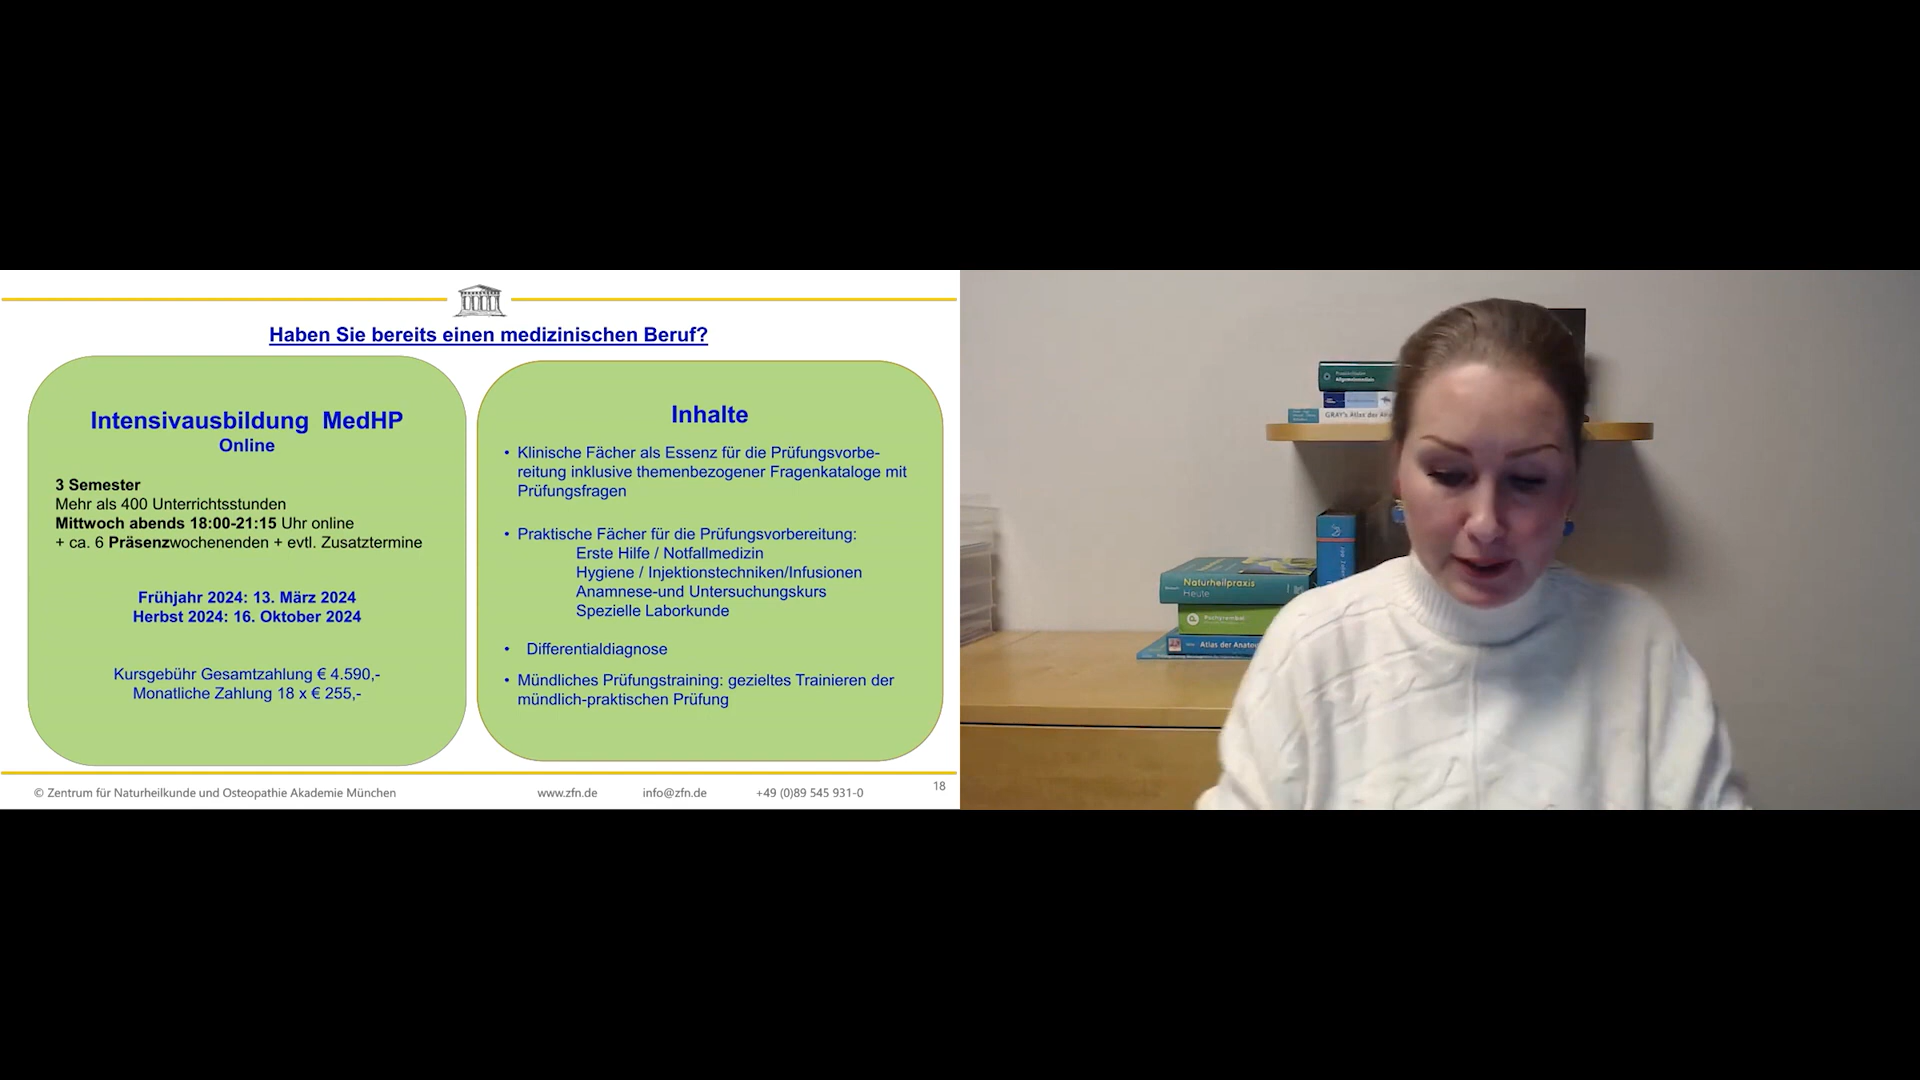 Haben Sie bereits einen medizinischen Beruf?
Intensivausbildung MedHP
Online
3 Semester
Mehr als 400 Unterrichtsstunden
Mittwoch abends 18:00-21:15 Uhr online
+ ca. 6 Präsenzwochenenden + evtl. Zusatztermine
Frühjahr 2024: 13. März 2024
Herbst 2024: 16. Oktober 2024
Kursgebühr Gesamtzahlung € 4.590,-
Monatliche Zahlung 18 x € 255,-
Inhalte
• Klinische Fächer als Essenz für die Prüfungsvorbe-
reitung inklusive themenbezogener Fragenkataloge mit
Prüfungsfragen
• Praktische Fächer für die Prüfungsvorbereitung:
Erste Hilfe / Notfallmedizin
Hygiene / Injektionstechniken/Infusionen
Anamnese-und Untersuchungskurs
Spezielle Laborkunde
• Differentialdiagnose
• Mündliches Prüfungstraining: gezieltes Trainieren der
mündlich-praktischen Prüfung
© Zentrum für Naturheilkunde und Osteopathie Akademie München
www.zfn.de
info@zfn.de
+49 (0)89 545 931-0
18
Allgemeinmedizin
GRAY's Atlas der
Naturheilpraxis
Heute
Pschyrembel
Atlas der